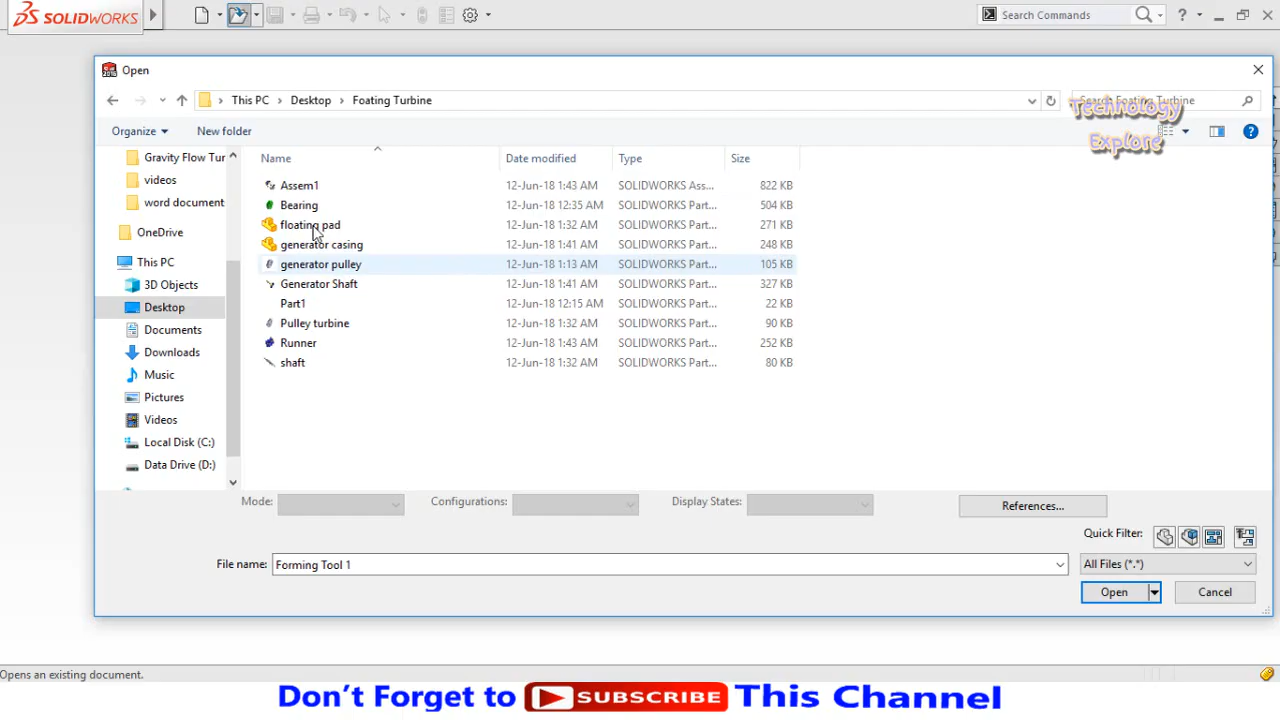 SOLIDWORKS
Search Commands
?
Open
This PC > Desktop > Foating Turbine
Search Foating Turbine
Technology
Explore
Organize
New folder
Name
Date modified
Type
Size
Gravity Flow Tur
videos
word document
OneDrive
This PC
3D Objects
Desktop
Documents
Downloads
Music
Pictures
Videos
Local Disk (C:)
Data Drive (D:)
Assem1 12-Jun-18 1:43 AM SOLIDWORKS Ass... 822 KB
Bearing 12-Jun-18 12:35 AM SOLIDWORKS Part... 504 KB
floating pad 12-Jun-18 1:32 AM SOLIDWORKS Part... 271 KB
generator casing 12-Jun-18 1:41 AM SOLIDWORKS Part... 248 KB
generator pulley 12-Jun-18 1:13 AM SOLIDWORKS Part... 105 KB
Generator Shaft 12-Jun-18 1:41 AM SOLIDWORKS Part... 327 KB
Part1 12-Jun-18 12:15 AM SOLIDWORKS Part... 22 KB
Pulley turbine 12-Jun-18 1:32 AM SOLIDWORKS Part... 90 KB
Runner 12-Jun-18 1:43 AM SOLIDWORKS Part... 252 KB
shaft 12-Jun-18 1:32 AM SOLIDWORKS Part... 80 KB
Mode:
Configurations:
Display States:
References...
Quick Filter:
File name: Forming Tool 1
All Files (*.*)
Open
Cancel
Opens an existing document.
Don't Forget to SUBSCRIBE This Channel